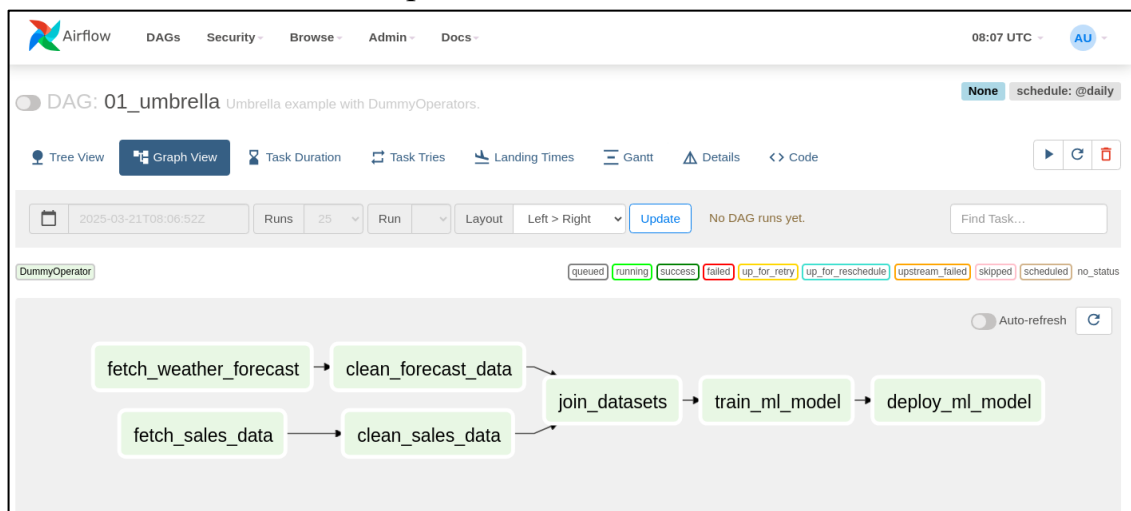 Airflow DAGs Security Browse Admin Docs 08:07 UTC AU
None schedule: @daily
DAG: 01_umbrella Umbrella example with DummyOperators.
Tree View Graph View Task Duration Task Tries Landing Times Gantt Details Code
2025-03-21T08:06:52Z Runs 25 Run Layout Left > Right Update No DAG runs yet. Find Task...
DummyOperator queued running success failed up_for_retry up_for_reschedule upstream_failed skipped scheduled no_status
Auto-refresh
fetch_weather_forecast clean_forecast_data
join_datasets train_ml_model deploy_ml_model
fetch_sales_data clean_sales_data